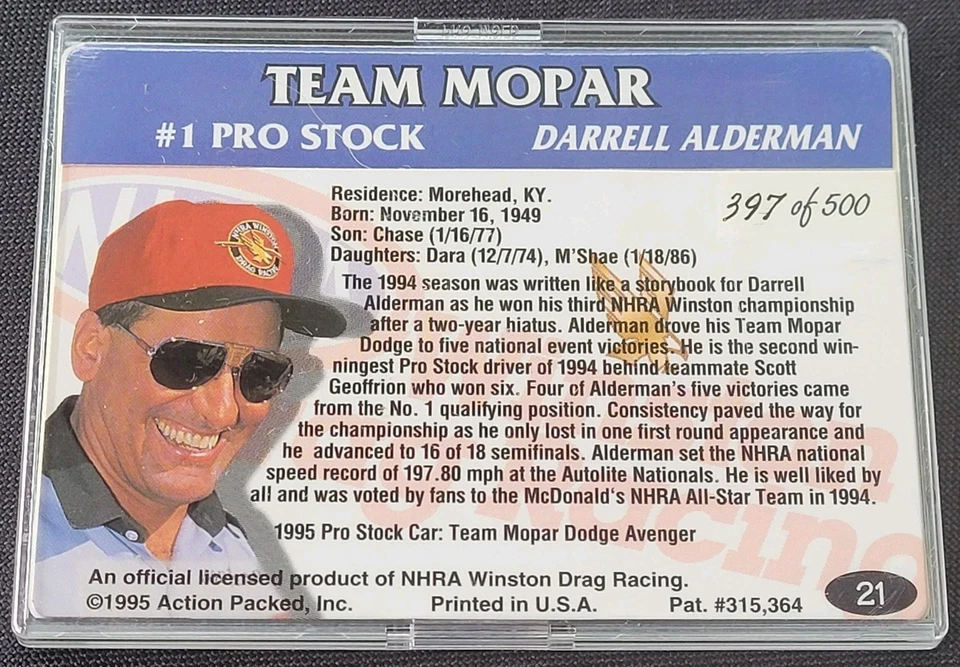 TEAM MOPAR
#1 PRO STOCK DARRELL ALDERMAN
Residence: Morehead, KY.
397 of 500
Born: November 16, 1949
Son: Chase (1/16/77)
Daughters: Dara (12/7/74), M'Shae (1/18/86)
NHRA WINSTON
DRAG RACING
The 1994 season was written like a storybook for Darrell
Alderman as he won his third NHRA Winston championship
after a two-year hiatus. Alderman drove his Team Mopar
Dodge to five national event victories. He is the second win-
ningest Pro Stock driver of 1994 behind teammate Scott
Geoffrion who won six. Four of Alderman's five victories came
from the No. 1 qualifying position. Consistency paved the way for
the championship as he only lost in one first round appearance and
he advanced to 16 of 18 semifinals. Alderman set the NHRA national
speed record of 197.80 mph at the Autolite Nationals. He is well liked by
all and was voted by fans to the McDonald's NHRA All-Star Team in 1994.
1995 Pro Stock Car: Team Mopar Dodge Avenger
An official licensed product of NHRA Winston Drag Racing.
©1995 Action Packed, Inc. Printed in U.S.A. Pat. #315,364
21